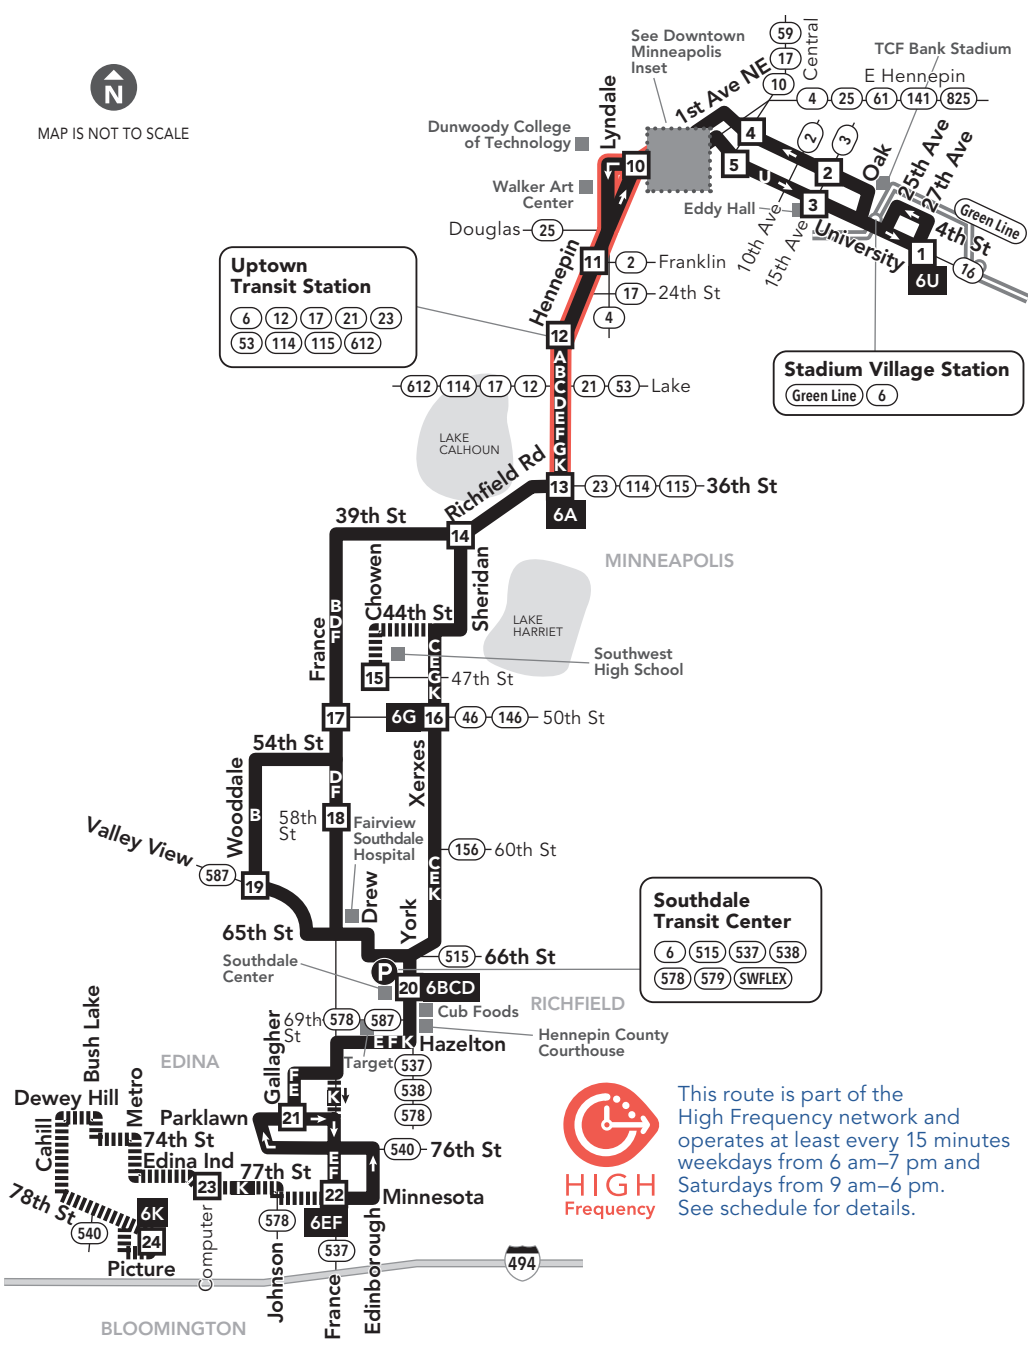 N
MAP IS NOT TO SCALE
See Downtown
Minneapolis
Inset
59
17
10
Central
TCF Bank Stadium
E Hennepin
4
25
61
141
825
1st Ave NE
Lyndale
Dunwoody College
of Technology
Walker Art
Center
Douglas
25
10
4
5
U
2
3
2
3
Oak
25th Ave
27th Ave
Eddy Hall
10th Ave
15th Ave
University
4th St
Green Line
16
1
6U
Hennepin
11
2
Franklin
17
24th St
4
12
Uptown
Transit Station
6
12
17
21
23
53
114
115
612
Stadium Village Station
Green Line
6
A
B
C
D
E
F
G
K
612
114
17
12
21
53
Lake
LAKE
CALHOUN
Richfield Rd
13
23
114
115
36th St
6A
39th St
14
MINNEAPOLIS
Chowen
Sheridan
B
D
F
44th St
LAKE
HARRIET
France
C
E
G
K
Southwest
High School
15
47th St
17
6G
16
46
146
50th St
54th St
Wooddale
D
F
Xerxes
B
58th
St
18
Fairview
Southdale
Hospital
156
60th St
Valley View
587
19
C
E
K
Drew
York
65th St
515
66th St
Southdale
Transit Center
6
515
537
538
578
579
SWFLEX
Southdale
Center
P
20
6BCD
RICHFIELD
Cub Foods
69th
St
578
587
Hennepin County
Courthouse
E F K
Hazelton
Target
537
538
578
EDINA
Gallagher
F
E
K
Bush Lake
Dewey Hill
Metro
Cahill
Parklawn
21
74th St
Edina Ind
540
76th St
77th St
E
F
23
K
22
Minnesota
78th St
540
6K
24
Picture
578
6EF
537
Computer
Johnson
France
Edinborough
494
BLOOMINGTON
HIGH
Frequency
This route is part of the
High Frequency network and
operates at least every 15 minutes
weekdays from 6 am–7 pm and
Saturdays from 9 am–6 pm.
See schedule for details.